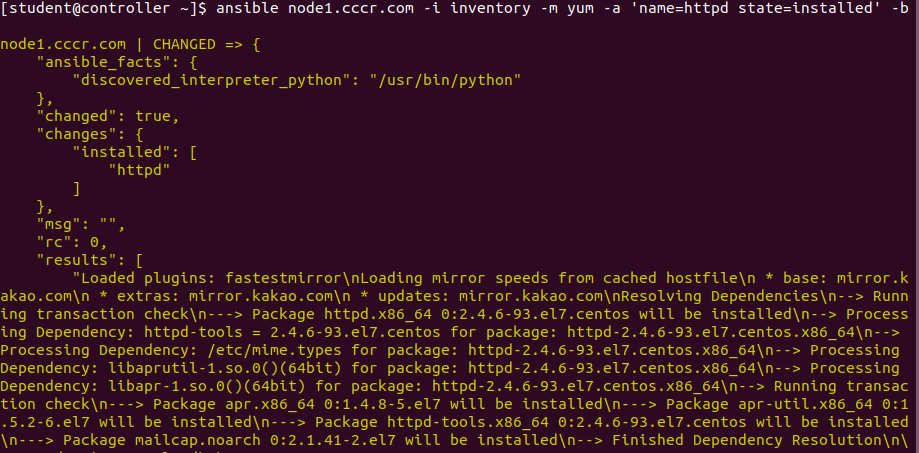 [student@controller ~]$ ansible node1.cccr.com -i inventory -m yum -a 'name=httpd state=installed' -b
node1.cccr.com | CHANGED => {
    "ansible_facts": {
        "discovered_interpreter_python": "/usr/bin/python"
    },
    "changed": true,
    "changes": {
        "installed": [
            "httpd"
        ]
    },
    "msg": "",
    "rc": 0,
    "results": [
        "Loaded plugins: fastestmirror\nLoading mirror speeds from cached hostfile\n * base: mirror.k
akao.com\n * extras: mirror.kakao.com\n * updates: mirror.kakao.com\nResolving Dependencies\n--> Runn
ing transaction check\n---> Package httpd.x86_64 0:2.4.6-93.el7.centos will be installed\n--> Process
ing Dependency: httpd-tools = 2.4.6-93.el7.centos for package: httpd-2.4.6-93.el7.centos.x86_64\n-->
Processing Dependency: /etc/mime.types for package: httpd-2.4.6-93.el7.centos.x86_64\n--> Processing
Dependency: libaprutil-1.so.0()(64bit) for package: httpd-2.4.6-93.el7.centos.x86_64\n--> Processing
Dependency: libapr-1.so.0()(64bit) for package: httpd-2.4.6-93.el7.centos.x86_64\n--> Running transac
tion check\n---> Package apr.x86_64 0:1.4.8-5.el7 will be installed\n---> Package apr-util.x86_64 0:1
.5.2-6.el7 will be installed\n---> Package httpd-tools.x86_64 0:2.4.6-93.el7.centos will be installed
\n---> Package mailcap.noarch 0:2.1.41-2.el7 will be installed\n--> Finished Dependency Resolution\n\